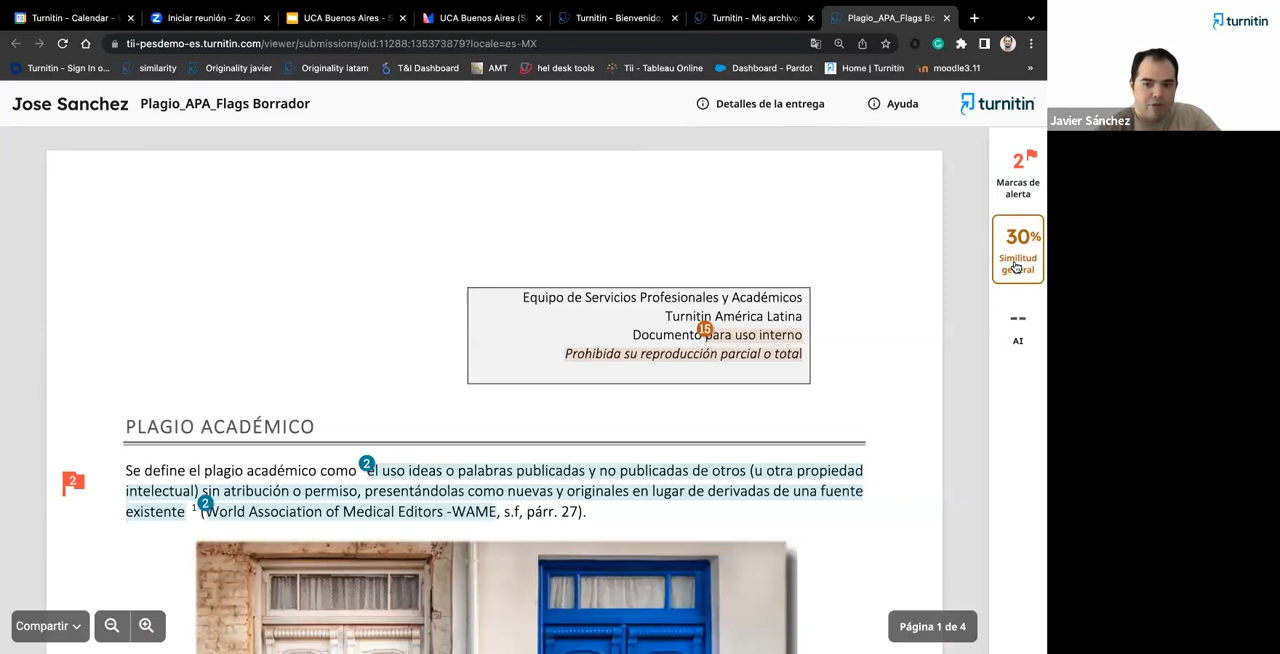 Turnitin - Calendar -
Iniciar reunión - Zoom
UCA Buenos Aires - S
UCA Buenos Aires (S
Turnitin - Bienvenido,
Turnitin - Mis archivo
Plagio_APA_Flags Bo
turnitin
tii-pesdemo-es.turnitin.com/viewer/submissions/oid:11288:135373879?locale=es-MX
Turnitin - Sign In o...
similarity
Originality javier
Originality latam
T&I Dashboard
AMT
hel desk tools
Tii - Tableau Online
Dashboard - Pardot
Home | Turnitin
moodle3.11
»
Jose Sanchez Plagio_APA_Flags Borrador
Detalles de la entrega
Ayuda
turnitin
Javier Sánchez
2
Marcas de
alerta
30%
Similitud
general
--
AI
Equipo de Servicios Profesionales y Académicos
Turnitin América Latina
15
Documento para uso interno
Prohibida su reproducción parcial o total
PLAGIO ACADÉMICO
2
2
Se define el plagio académico como el uso ideas o palabras publicadas y no publicadas de otros (u otra propiedad
intelectual) sin atribución o permiso, presentándolas como nuevas y originales en lugar de derivadas de una fuente
2
existente 1 (World Association of Medical Editors -WAME, s.f, párr. 27).
Compartir
Página 1 de 4